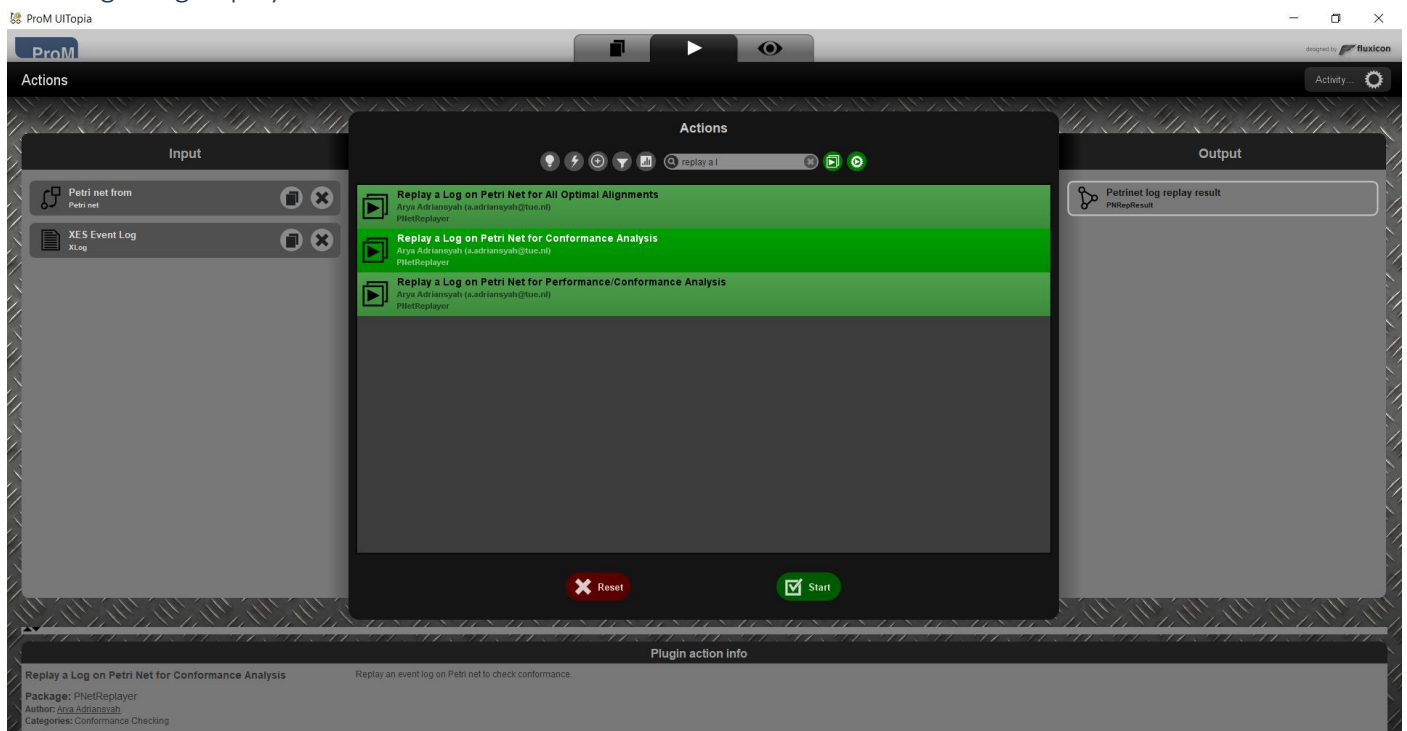 ProM UITopia
ProM
designed by fluxicon
Actions
Activity...
Actions
Input
replay a l
Output
Petri net from
Petri net
XES Event Log
XLog
Replay a Log on Petri Net for All Optimal Alignments
Arya Adriansyah (a.adriansyah@tue.nl)
PNetReplayer
Replay a Log on Petri Net for Conformance Analysis
Arya Adriansyah (a.adriansyah@tue.nl)
PNetReplayer
Replay a Log on Petri Net for Performance/Conformance Analysis
Arya Adriansyah (a.adriansyah@tue.nl)
PNetReplayer
Petrinet log replay result
PNRepResult
Reset
Start
Plugin action info
Replay a Log on Petri Net for Conformance Analysis
Replay an event log on Petri net to check conformance.
Package: PNetReplayer
Author: Arya Adriansyah
Categories: Conformance Checking